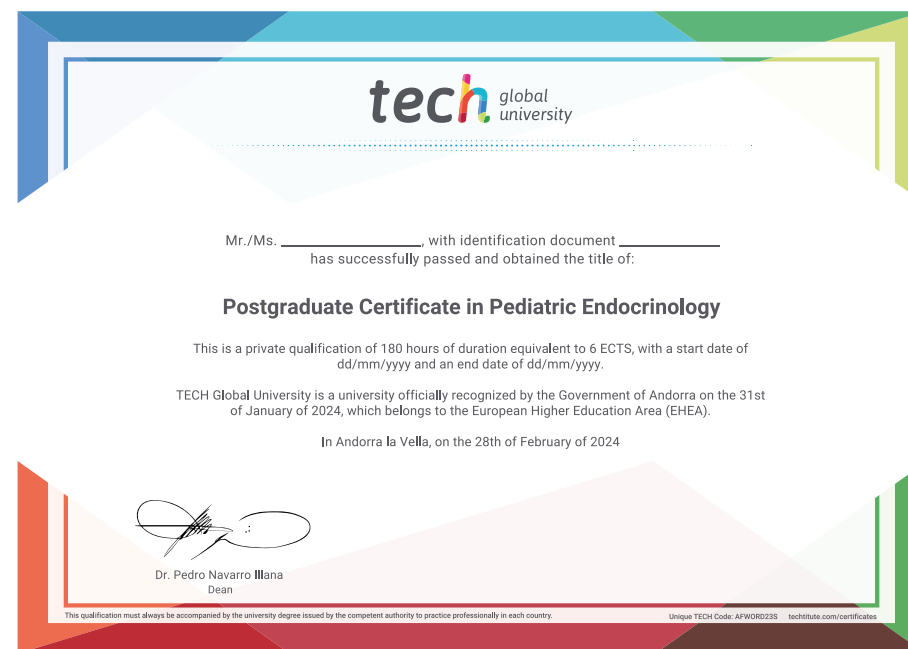 tech global university
Mr./Ms. ____________________, with identification document ______________
has successfully passed and obtained the title of:
Postgraduate Certificate in Pediatric Endocrinology
This is a private qualification of 180 hours of duration equivalent to 6 ECTS, with a start date of
dd/mm/yyyy and an end date of dd/mm/yyyy.
TECH Global University is a university officially recognized by the Government of Andorra on the 31st
of January of 2024, which belongs to the European Higher Education Area (EHEA).
In Andorra la Vella, on the 28th of February of 2024
Dr. Pedro Navarro Illana
Dean
This qualification must always be accompanied by the university degree issued by the competent authority to practice professionally in each country.
Unique TECH Code: AFWORD23S techtitute.com/certificates